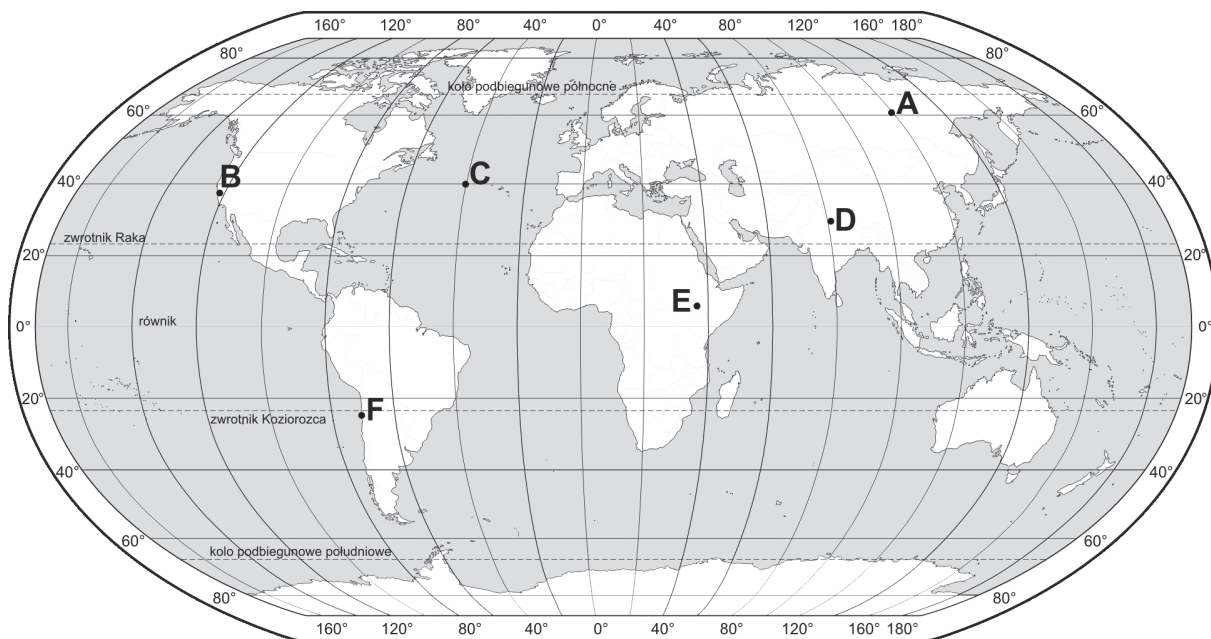 160° 120° 80° 40° 0° 40° 80° 120° 160° 180°
80° 80°
koło podbiegunowe północne
60° A 60°
40° B C 40°
D
zwrotnik Raka
20° 20°
E
równik
0° 0°
20° 20°
F
zwrotnik Koziorozca
40° 40°
60° 60°
kolo podbiegunowe południowe
80° 80°
160° 120° 80° 40° 0° 40° 80° 120° 160° 180°